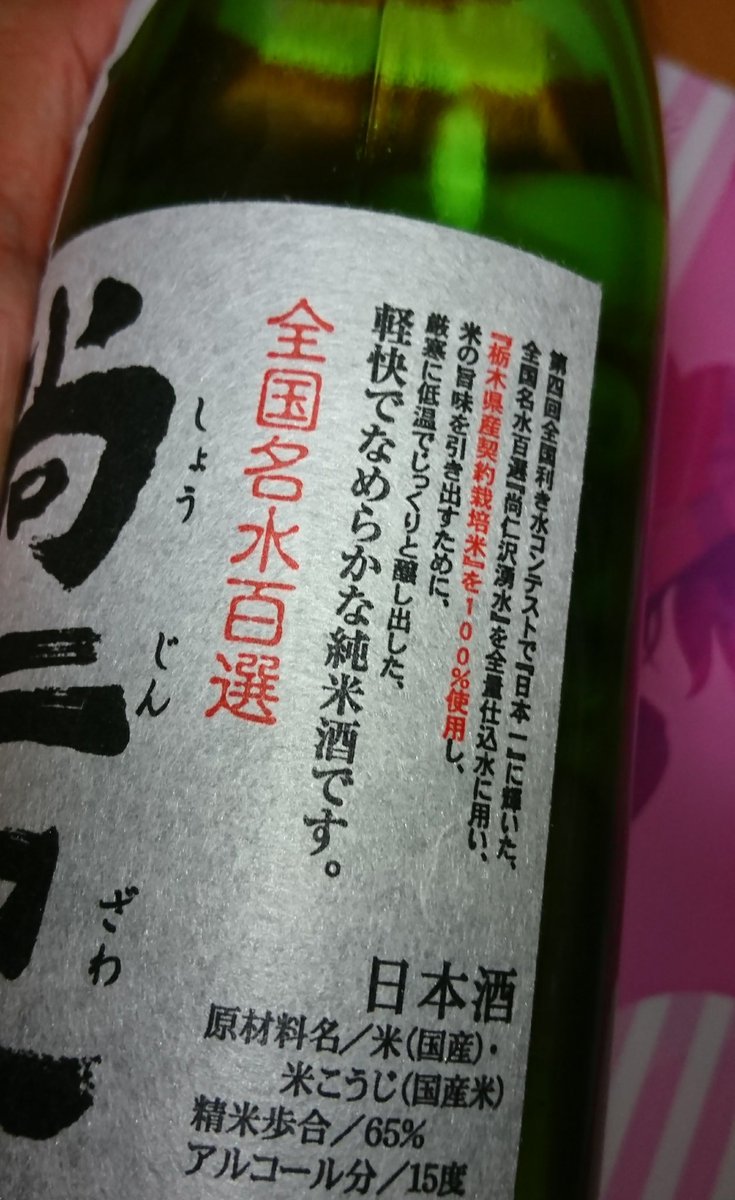 第四回全国利き水コンテストで『日本一』に輝いた、
全国名水百選『尚仁沢湧水』を全量仕込水に用い、
『栃木県産契約栽培米』を100%使用し、
米の旨味を引き出すために、
厳寒に低温でじっくりと醸し出した、
軽快でなめらかな純米酒です。
全国名水百選
しょう じん ざわ
尚仁
日本酒
原材料名／米(国産)・
米こうじ(国産米)
精米歩合／65%
アルコール分／15度